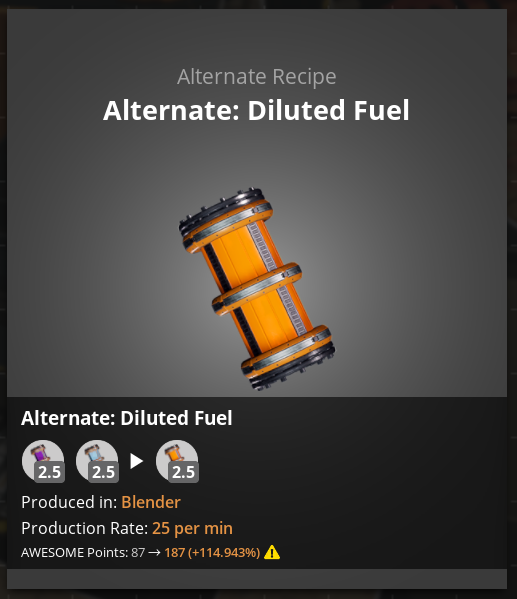 Alternate Recipe
Alternate: Diluted Fuel
Alternate: Diluted Fuel
2.5 2.5 2.5
Produced in: Blender
Production Rate: 25 per min
AWESOME Points: 87 → 187 (+114.943%)